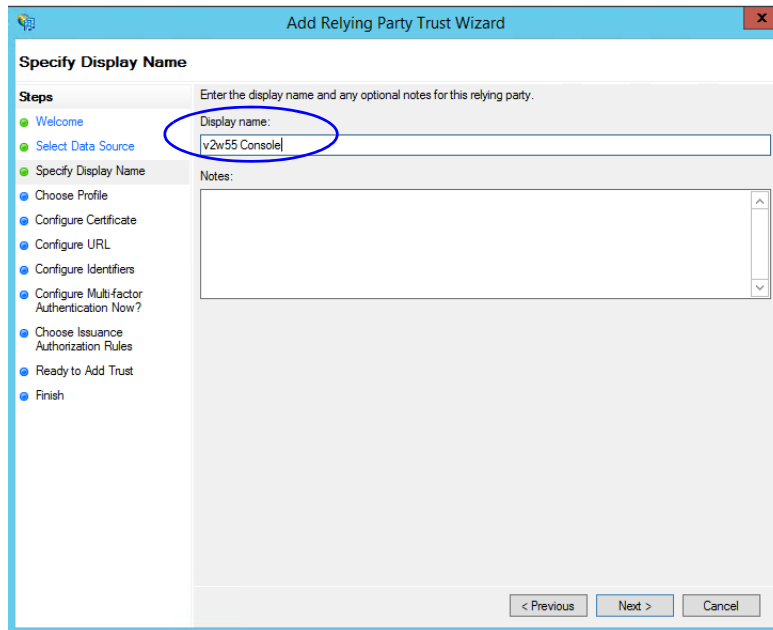 Add Relying Party Trust Wizard
x
Specify Display Name
Steps
Welcome
Select Data Source
Specify Display Name
Choose Profile
Configure Certificate
Configure URL
Configure Identifiers
Configure Multi-factor
Authentication Now?
Choose Issuance
Authorization Rules
Ready to Add Trust
Finish
Enter the display name and any optional notes for this relying party.
Display name:
v2w55 Console
Notes:
< Previous
Next >
Cancel